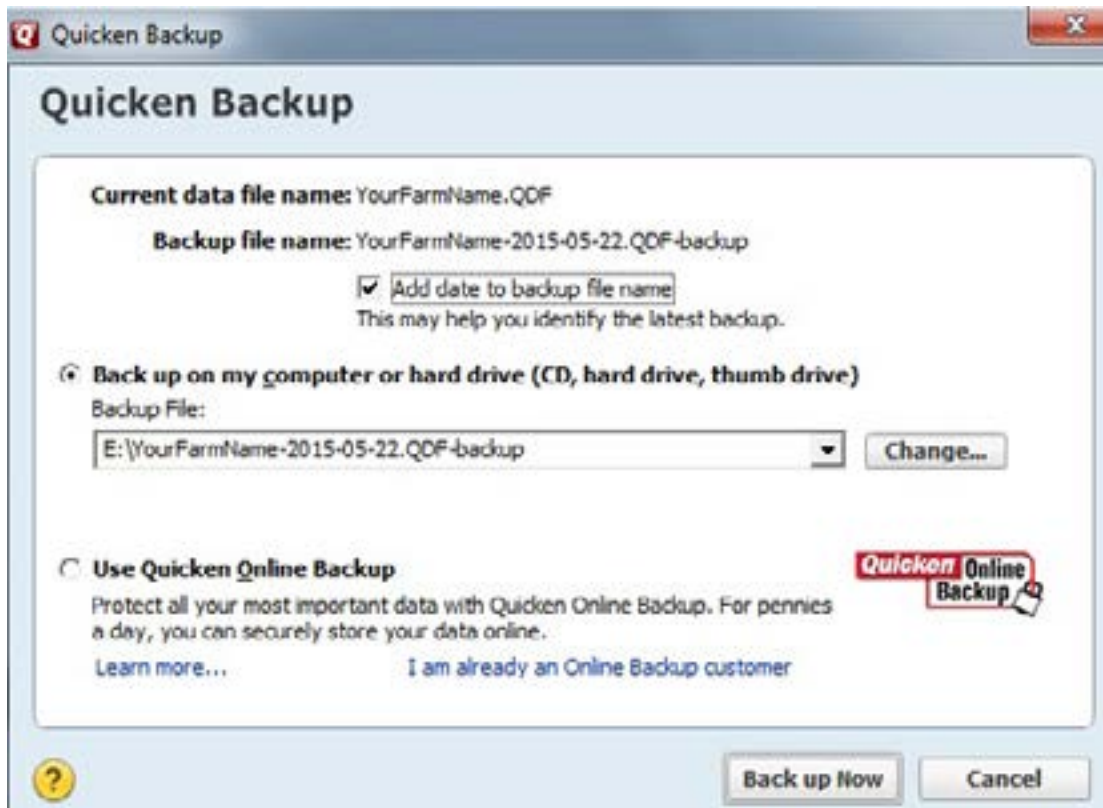 Quicken Backup
Quicken Backup
Current data file name: YourFarmName.QDF
Backup file name: YourFarmName-2015-05-22.QDF-backup
Add date to backup file name
This may help you identify the latest backup.
Back up on my computer or hard drive (CD, hard drive, thumb drive)
Backup File:
E:\YourFarmName-2015-05-22.QDF-backup
Change...
Use Quicken Online Backup
Quicken Online
Backup
Protect all your most important data with Quicken Online Backup. For pennies
a day, you can securely store your data online.
Learn more... I am already an Online Backup customer
?
Back up Now Cancel